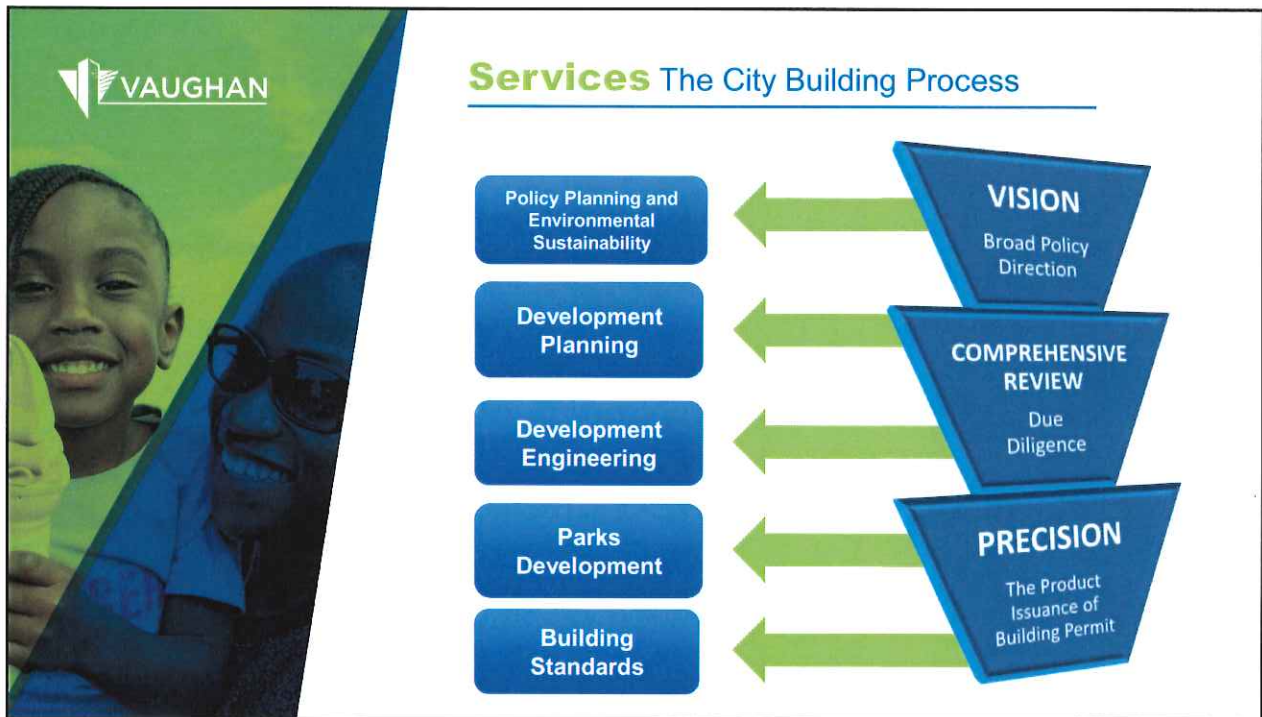 VAUGHAN
Services The City Building Process
Policy Planning and
Environmental
Sustainability
Development
Planning
Development
Engineering
Parks
Development
Building
Standards
VISION
Broad Policy
Direction
COMPREHENSIVE
REVIEW
Due
Diligence
PRECISION
The Product
Issuance of
Building Permit